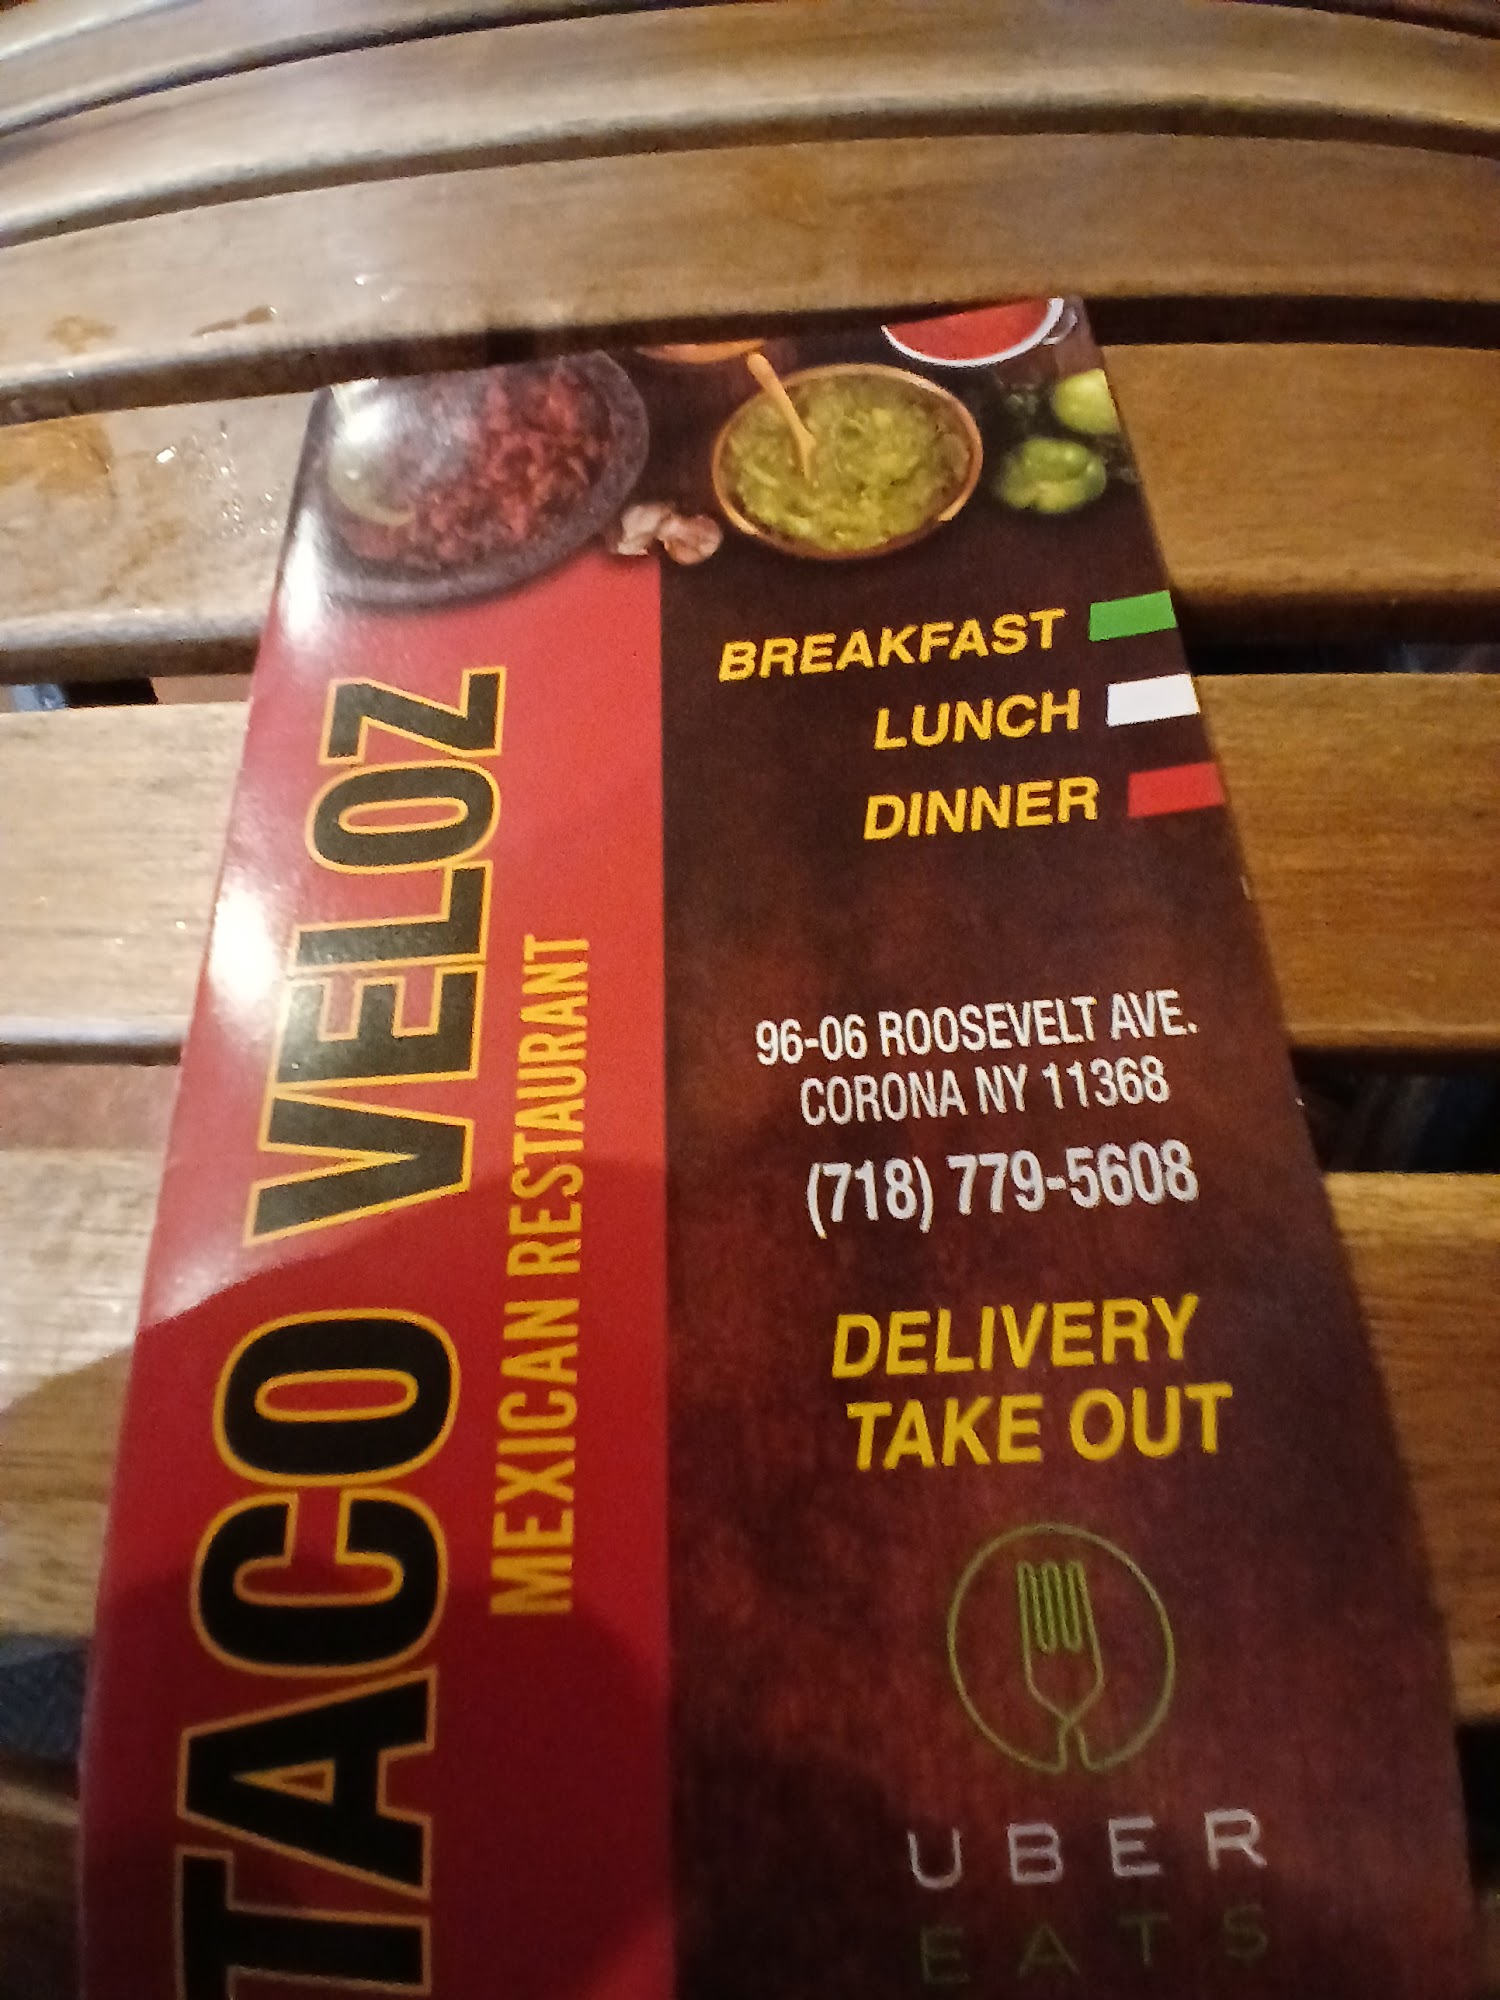 TACO VELOZ
MEXICAN RESTAURANT
BREAKFAST
LUNCH
DINNER
96-06 ROOSEVELT AVE.
CORONA NY 11368
(718) 779-5608
DELIVERY
TAKE OUT
UBER
EATS